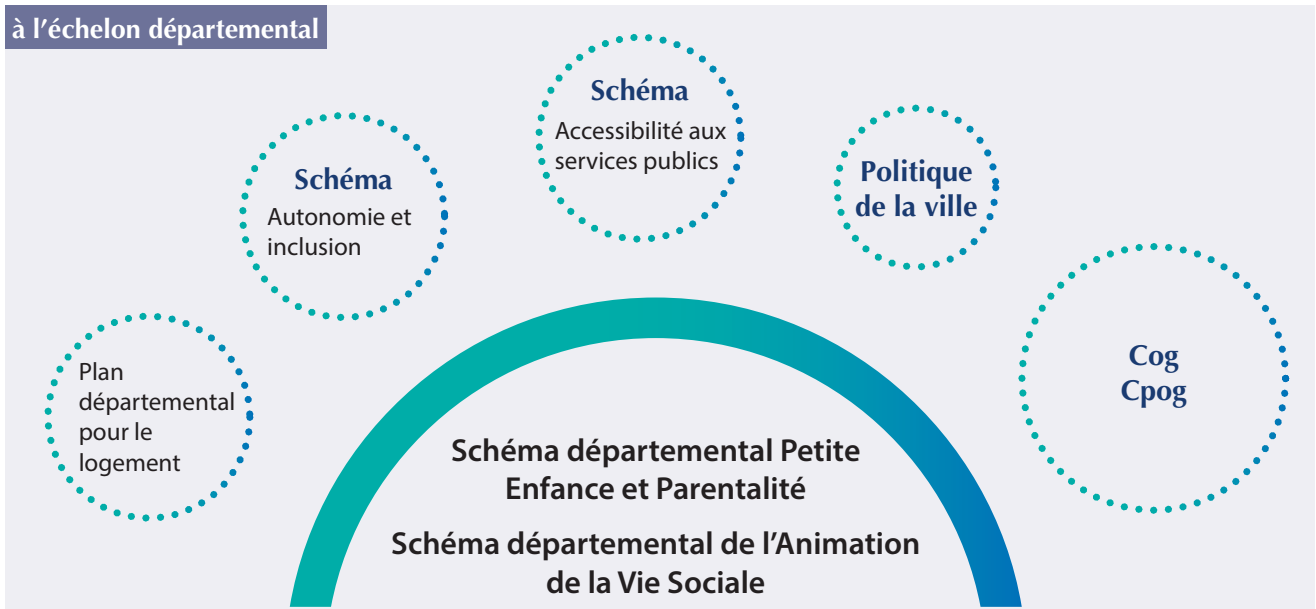 à l'échelon départemental
Schéma
Accessibilité aux
services publics
Schéma
Autonomie et
inclusion
Politique
de la ville
Plan
départemental
pour le
logement
Cog
Cpog
Schéma départemental Petite
Enfance et Parentalité
Schéma départemental de l'Animation
de la Vie Sociale